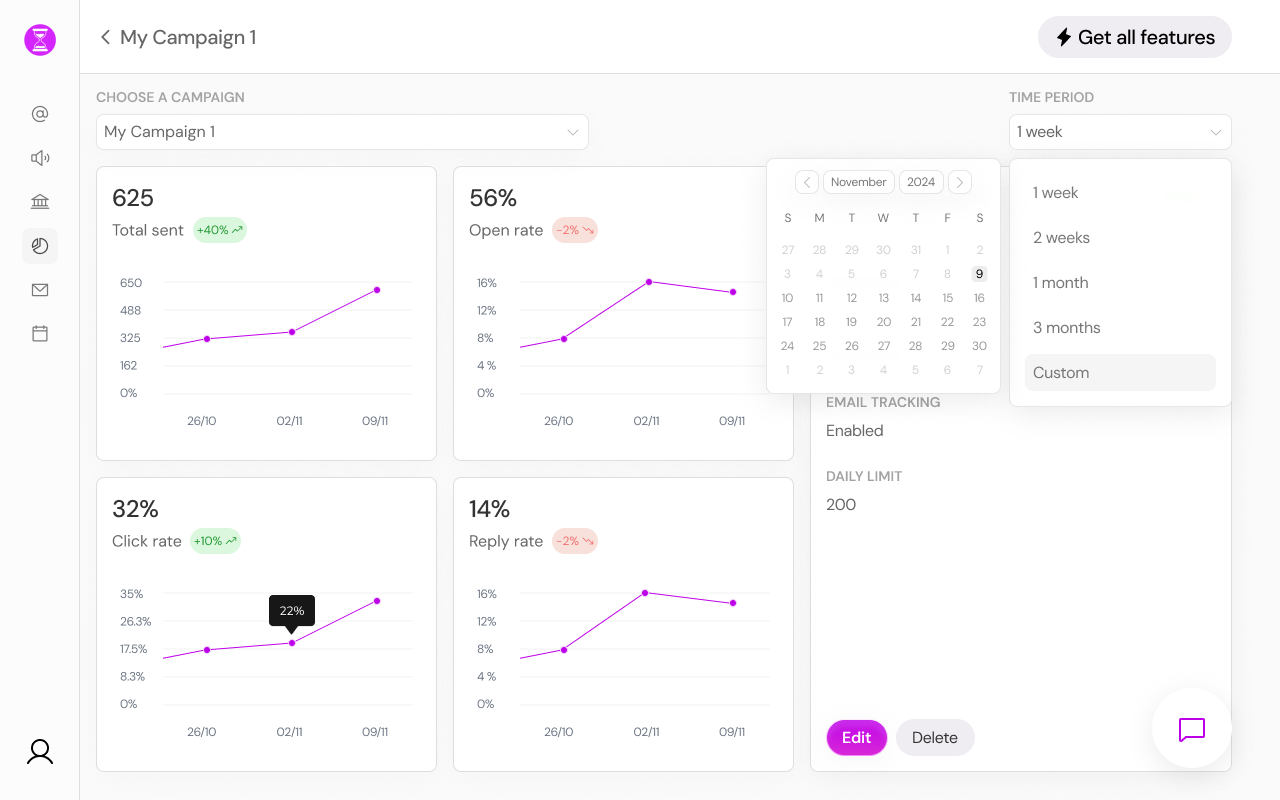 My Campaign 1
Get all features
CHOOSE A CAMPAIGN
My Campaign 1
TIME PERIOD
1 week
625
Total sent +40%
650
488
325
162
0%
26/10 02/11 09/11
56%
Open rate -2%
16%
12%
8%
4 %
0%
26/10 02/11 09/11
November 2024
S M T W T F S
27 28 29 30 31 1 2
3 4 5 6 7 8 9
10 11 12 13 14 15 16
17 18 19 20 21 22 23
24 25 26 27 28 29 30
1 2 3 4 5 6 7
1 week
2 weeks
1 month
3 months
Custom
32%
Click rate +10%
35%
26.3%
17.5%
8.3%
0%
22%
26/10 02/11 09/11
14%
Reply rate -2%
16%
12%
8%
4 %
0%
26/10 02/11 09/11
EMAIL TRACKING
Enabled
DAILY LIMIT
200
Edit
Delete